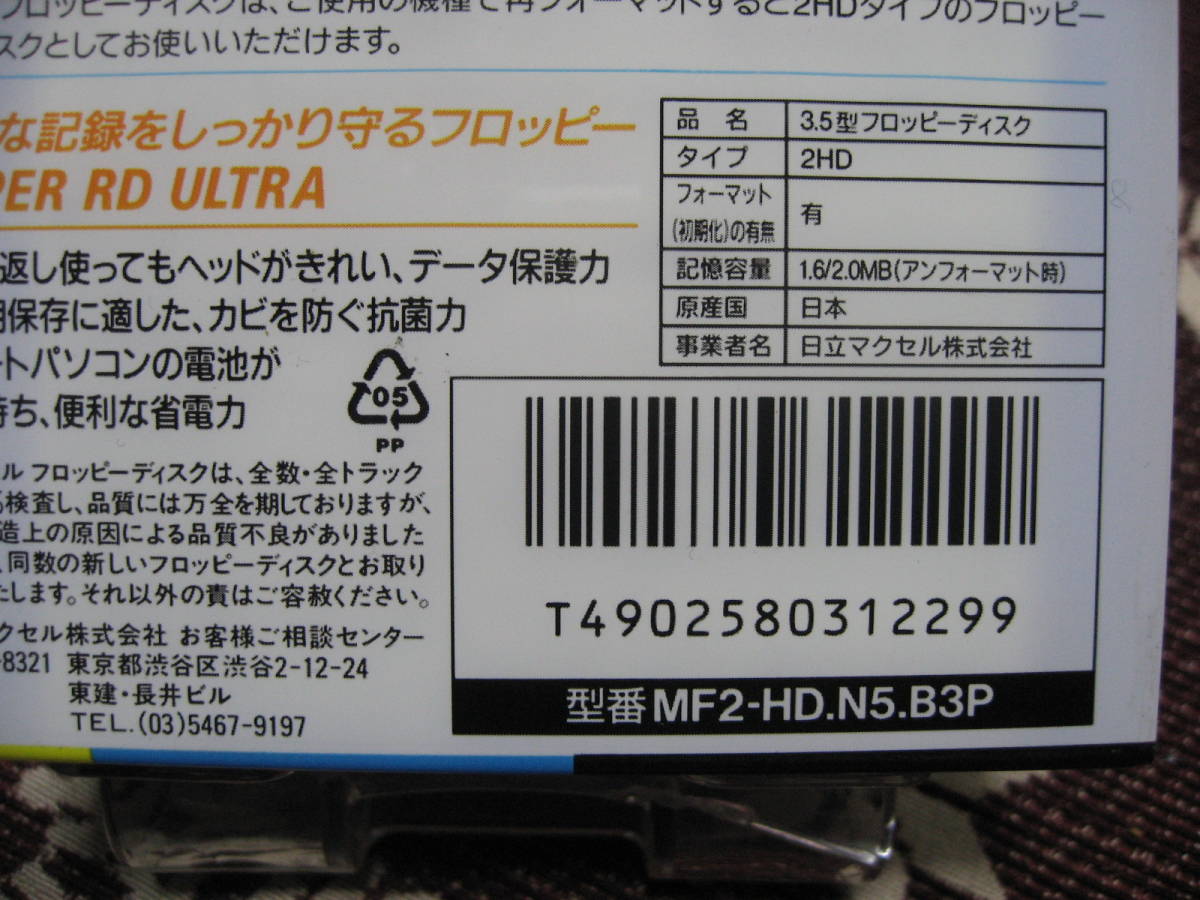 フロッピーディスクは、ご使用の機種で再フォーマットすると2HDタイプのフロッピー
スクとしてお使いいただけます。
な記録をしっかり守るフロッピー
PER RD ULTRA
返し使ってもヘッドがきれい、データ保護力
保存に適した、カビを防ぐ抗菌力
トパソコンの電池が
持ち、便利な省電力
05
PP
ル フロッピーディスクは、全数・全トラック
検査し、品質には万全を期しておりますが、
造上の原因による品質不良がありました
、同数の新しいフロッピーディスクとお取り
たします。それ以外の責はご容赦ください。
クセル株式会社 お客様ご相談センター
-8321 東京都渋谷区渋谷2-12-24
東建・長井ビル
TEL.(03)5467-9197
品名 3.5型フロッピーディスク
タイプ 2HD
フォーマット
(初期化)の有無 有
記憶容量 1.6/2.0MB(アンフォーマット時)
原産国 日本
事業者名 日立マクセル株式会社
T4902580312299
型番 MF2-HD.N5.B3P